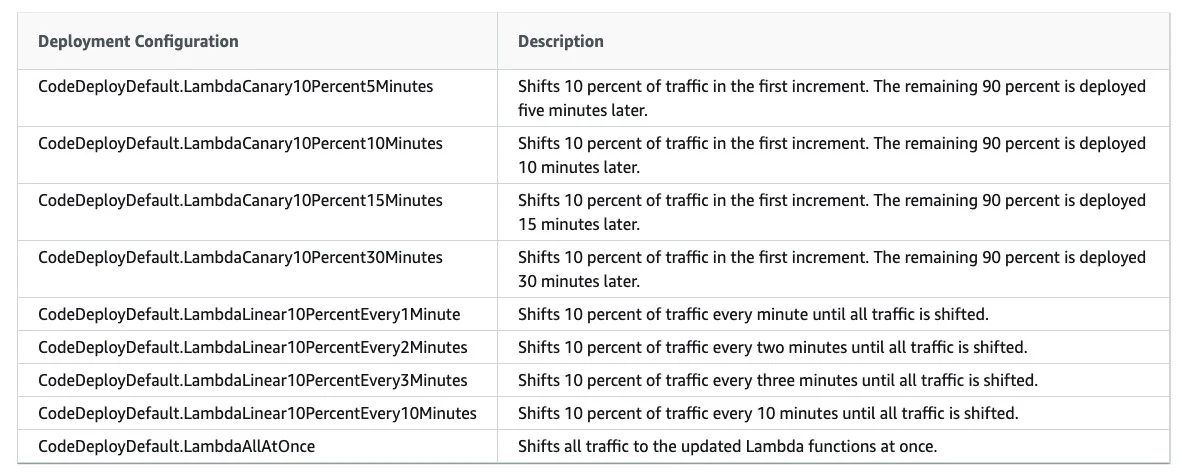 Deployment Configuration Description
CodeDeployDefault.LambdaCanary10Percent5Minutes Shifts 10 percent of traffic in the first increment. The remaining 90 percent is deployed
five minutes later.
CodeDeployDefault.LambdaCanary10Percent10Minutes Shifts 10 percent of traffic in the first increment. The remaining 90 percent is deployed
10 minutes later.
CodeDeployDefault.LambdaCanary10Percent15Minutes Shifts 10 percent of traffic in the first increment. The remaining 90 percent is deployed
15 minutes later.
CodeDeployDefault.LambdaCanary10Percent30Minutes Shifts 10 percent of traffic in the first increment. The remaining 90 percent is deployed
30 minutes later.
CodeDeployDefault.LambdaLinear10PercentEvery1Minute Shifts 10 percent of traffic every minute until all traffic is shifted.
CodeDeployDefault.LambdaLinear10PercentEvery2Minutes Shifts 10 percent of traffic every two minutes until all traffic is shifted.
CodeDeployDefault.LambdaLinear10PercentEvery3Minutes Shifts 10 percent of traffic every three minutes until all traffic is shifted.
CodeDeployDefault.LambdaLinear10PercentEvery10Minutes Shifts 10 percent of traffic every 10 minutes until all traffic is shifted.
CodeDeployDefault.LambdaAllAtOnce Shifts all traffic to the updated Lambda functions at once.